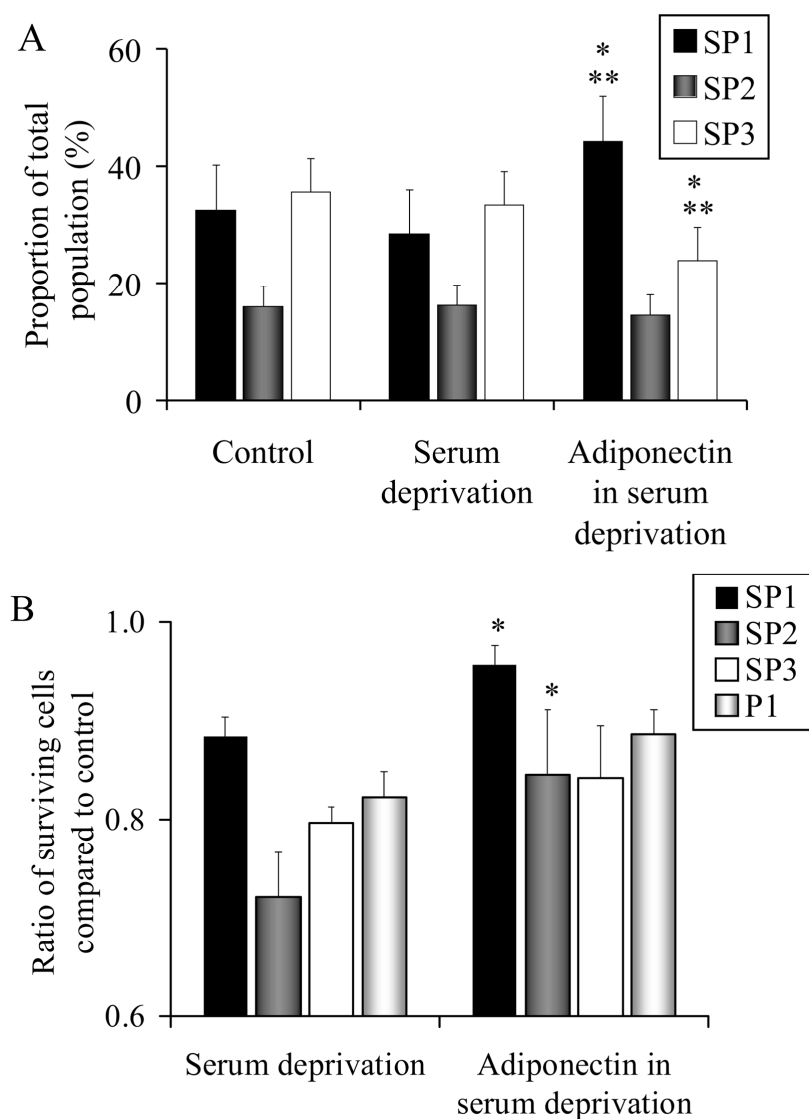 A
Proportion of total
population (%)
60
40
20
0
SP1
SP2
SP3
*
**
*
**
Control
Serum
deprivation
Adiponectin
in serum
deprivation
B
Ratio of surviving cells
compared to control
1.0
0.8
0.6
SP1
SP2
SP3
P1
*
*
Serum deprivation
Adiponectin in
serum deprivation